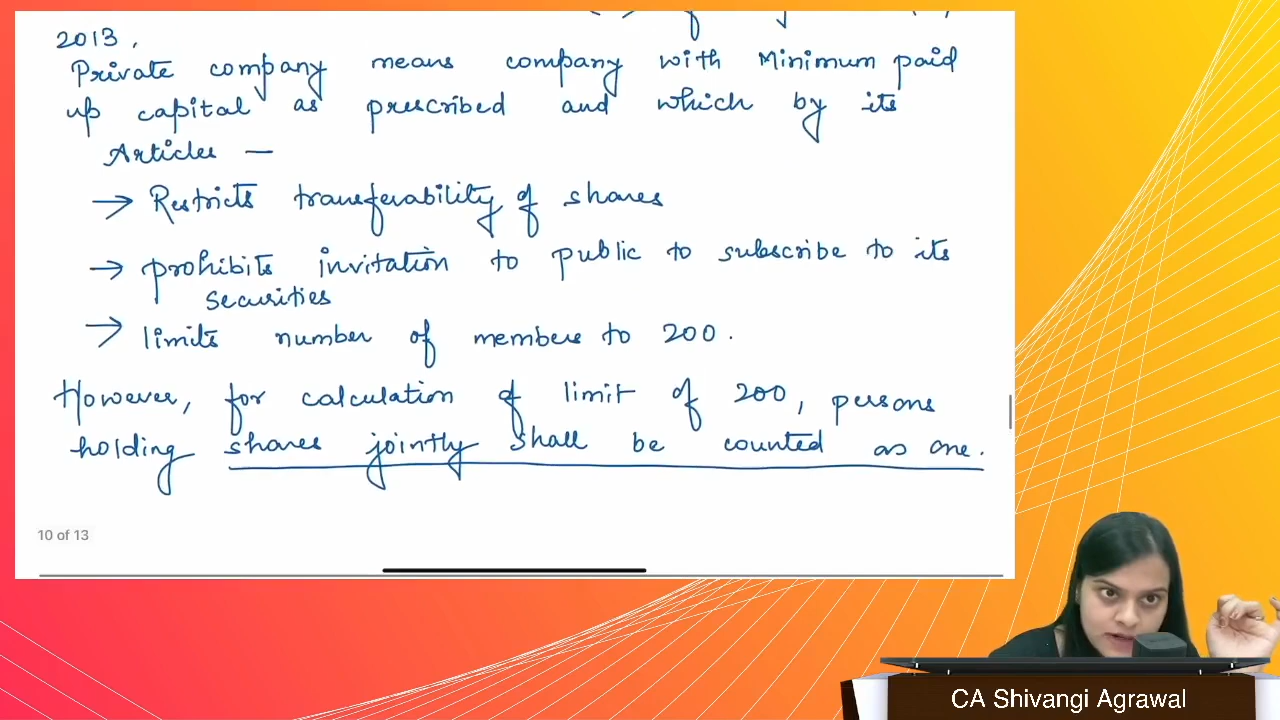 2013.
Private company means company with Minimum paid
up capital as prescribed and which by its
Articles —
→ Restricts transferability of shares
→ prohibits invitation to public to subscribe to its
securities
→ limits number of members to 200.
However, for calculation of limit of 200, persons
holding shares jointly shall be counted as one.
10 of 13
CA Shivangi Agrawal